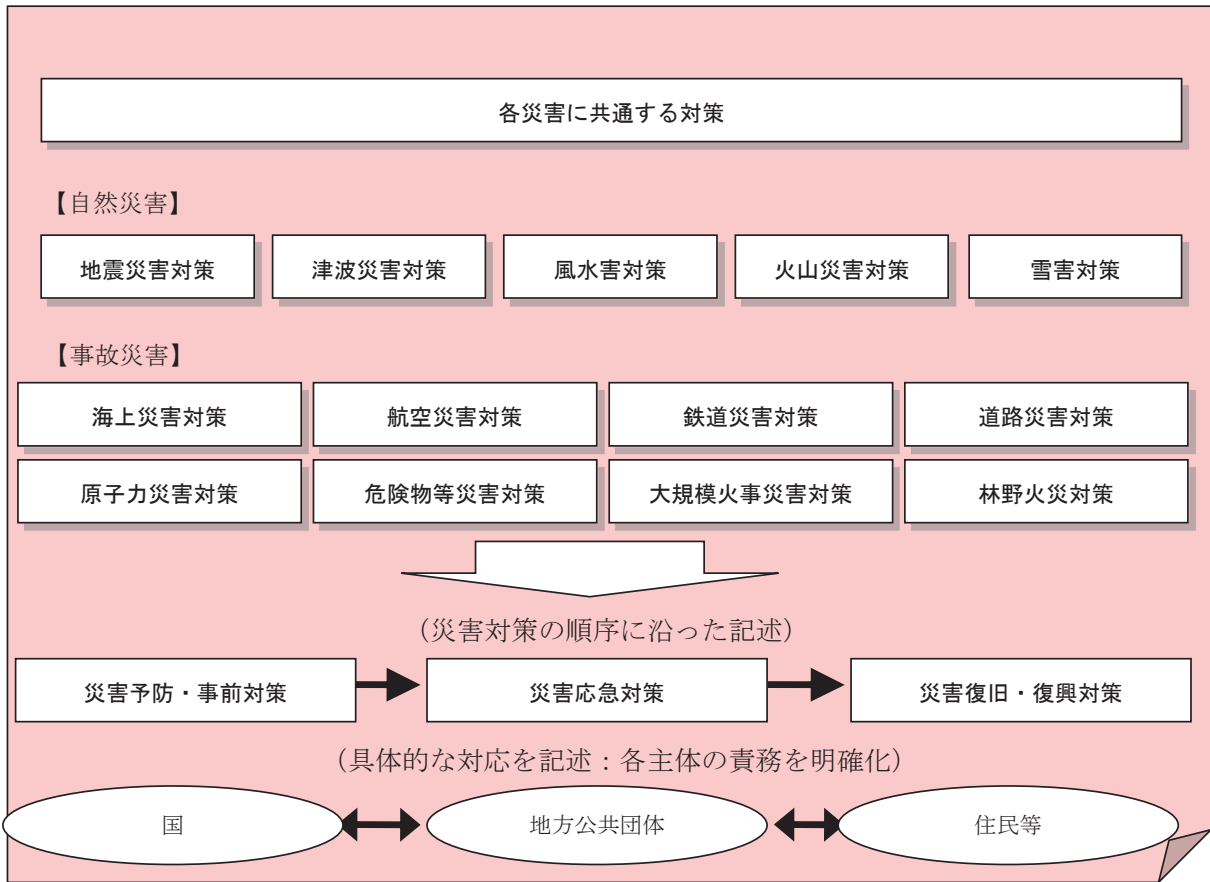 各災害に共通する対策
【自然災害】
地震災害対策
津波災害対策
風水害対策
火山災害対策
雪害対策
【事故災害】
海上災害対策
航空災害対策
鉄道災害対策
道路災害対策
原子力災害対策
危険物等災害対策
大規模火事災害対策
林野火災対策
(災害対策の順序に沿った記述)
災害予防・事前対策
災害応急対策
災害復旧・復興対策
(具体的な対応を記述：各主体の責務を明確化)
国
地方公共団体
住民等